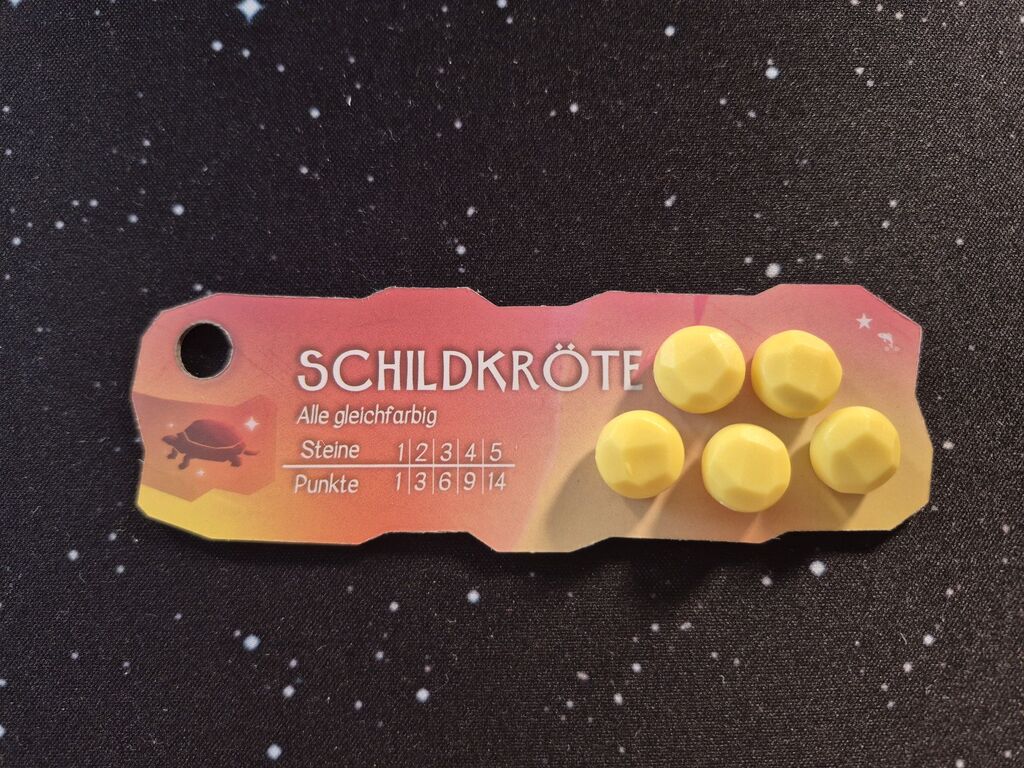 SCHILDKRÖTE
Alle gleichfarbig
Steine 1 2 3 4 5
Punkte 1 3 6 9 14